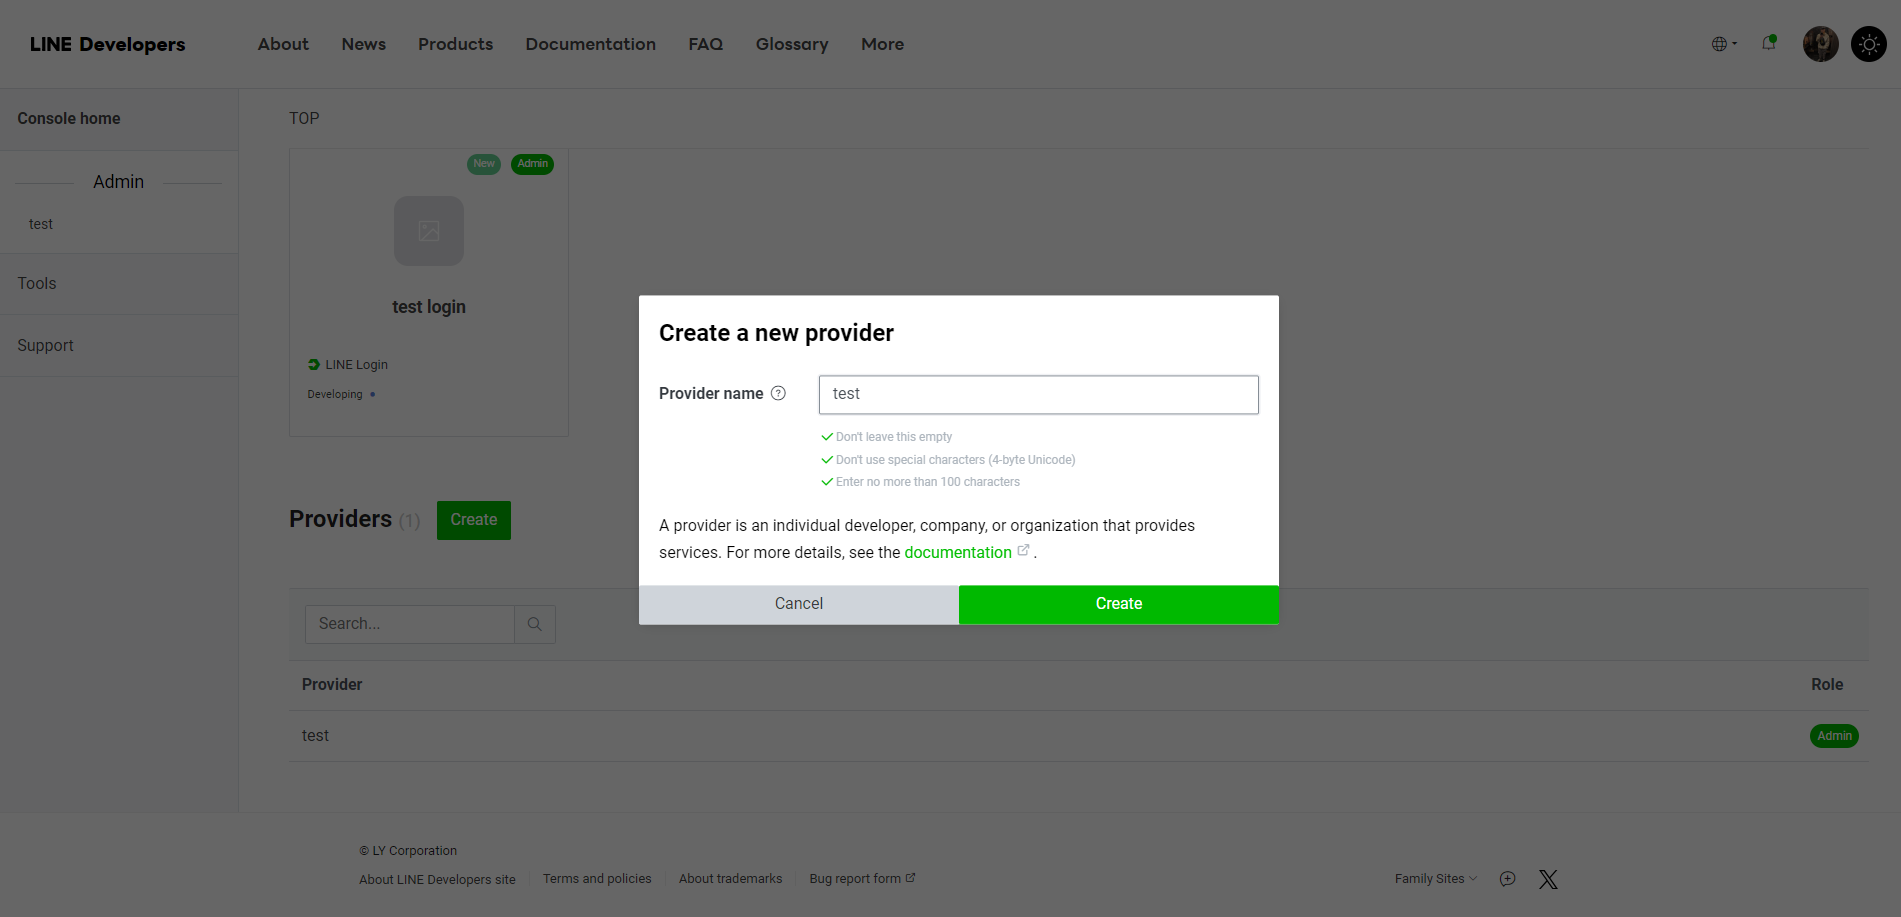 LINE Developers
About
News
Products
Documentation
FAQ
Glossary
More
Console home
Admin
test
Tools
Support
TOP
New
Admin
test login
LINE Login
Developing
Providers (1)
Create
Search...
Provider
Role
test
Admin
Create a new provider
Provider name ?
test
Don't leave this empty
Don't use special characters (4-byte Unicode)
Enter no more than 100 characters
A provider is an individual developer, company, or organization that provides
services. For more details, see the documentation .
Cancel
Create
© LY Corporation
About LINE Developers site
Terms and policies
About trademarks
Bug report form
Family Sites